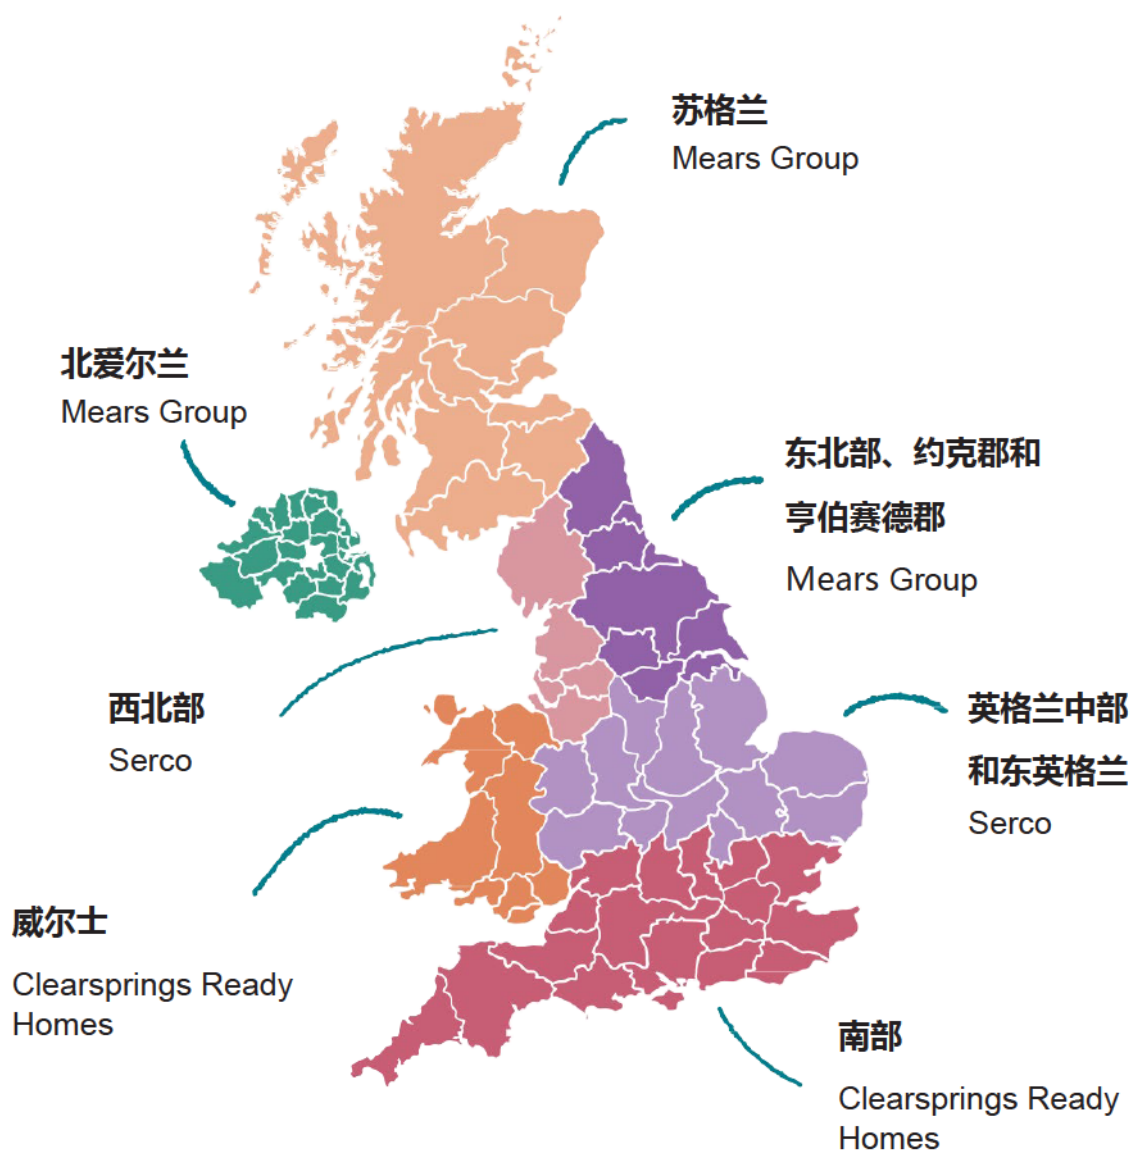 苏格兰
Mears Group
北爱尔兰
Mears Group
东北部、约克郡和
亨伯赛德郡
Mears Group
西北部
Serco
英格兰中部
和东英格兰
Serco
威尔士
Clearsprings Ready
Homes
南部
Clearsprings Ready
Homes